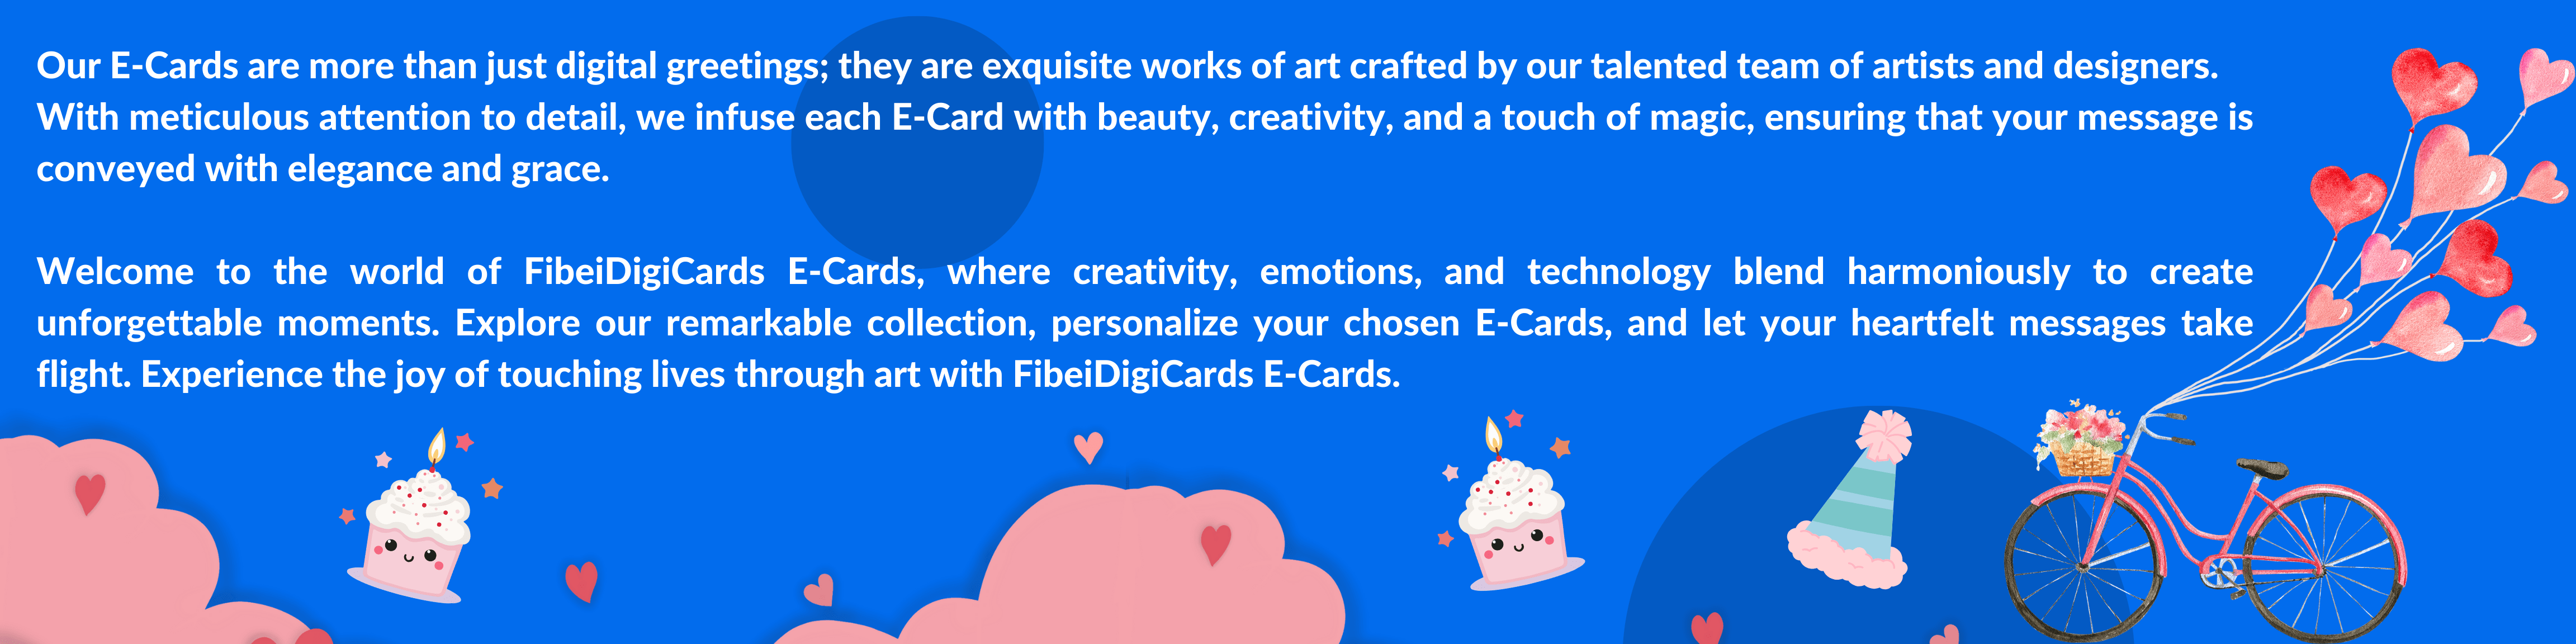 Our E-Cards are more than just digital greetings; they are exquisite works of art crafted by our talented team of artists and designers.
With meticulous attention to detail, we infuse each E-Card with beauty, creativity, and a touch of magic, ensuring that your message is
conveyed with elegance and grace.
Welcome to the world of FibeiDigiCards E-Cards, where creativity, emotions, and technology blend harmoniously to create
unforgettable moments. Explore our remarkable collection, personalize your chosen E-Cards, and let your heartfelt messages take
flight. Experience the joy of touching lives through art with FibeiDigiCards E-Cards.